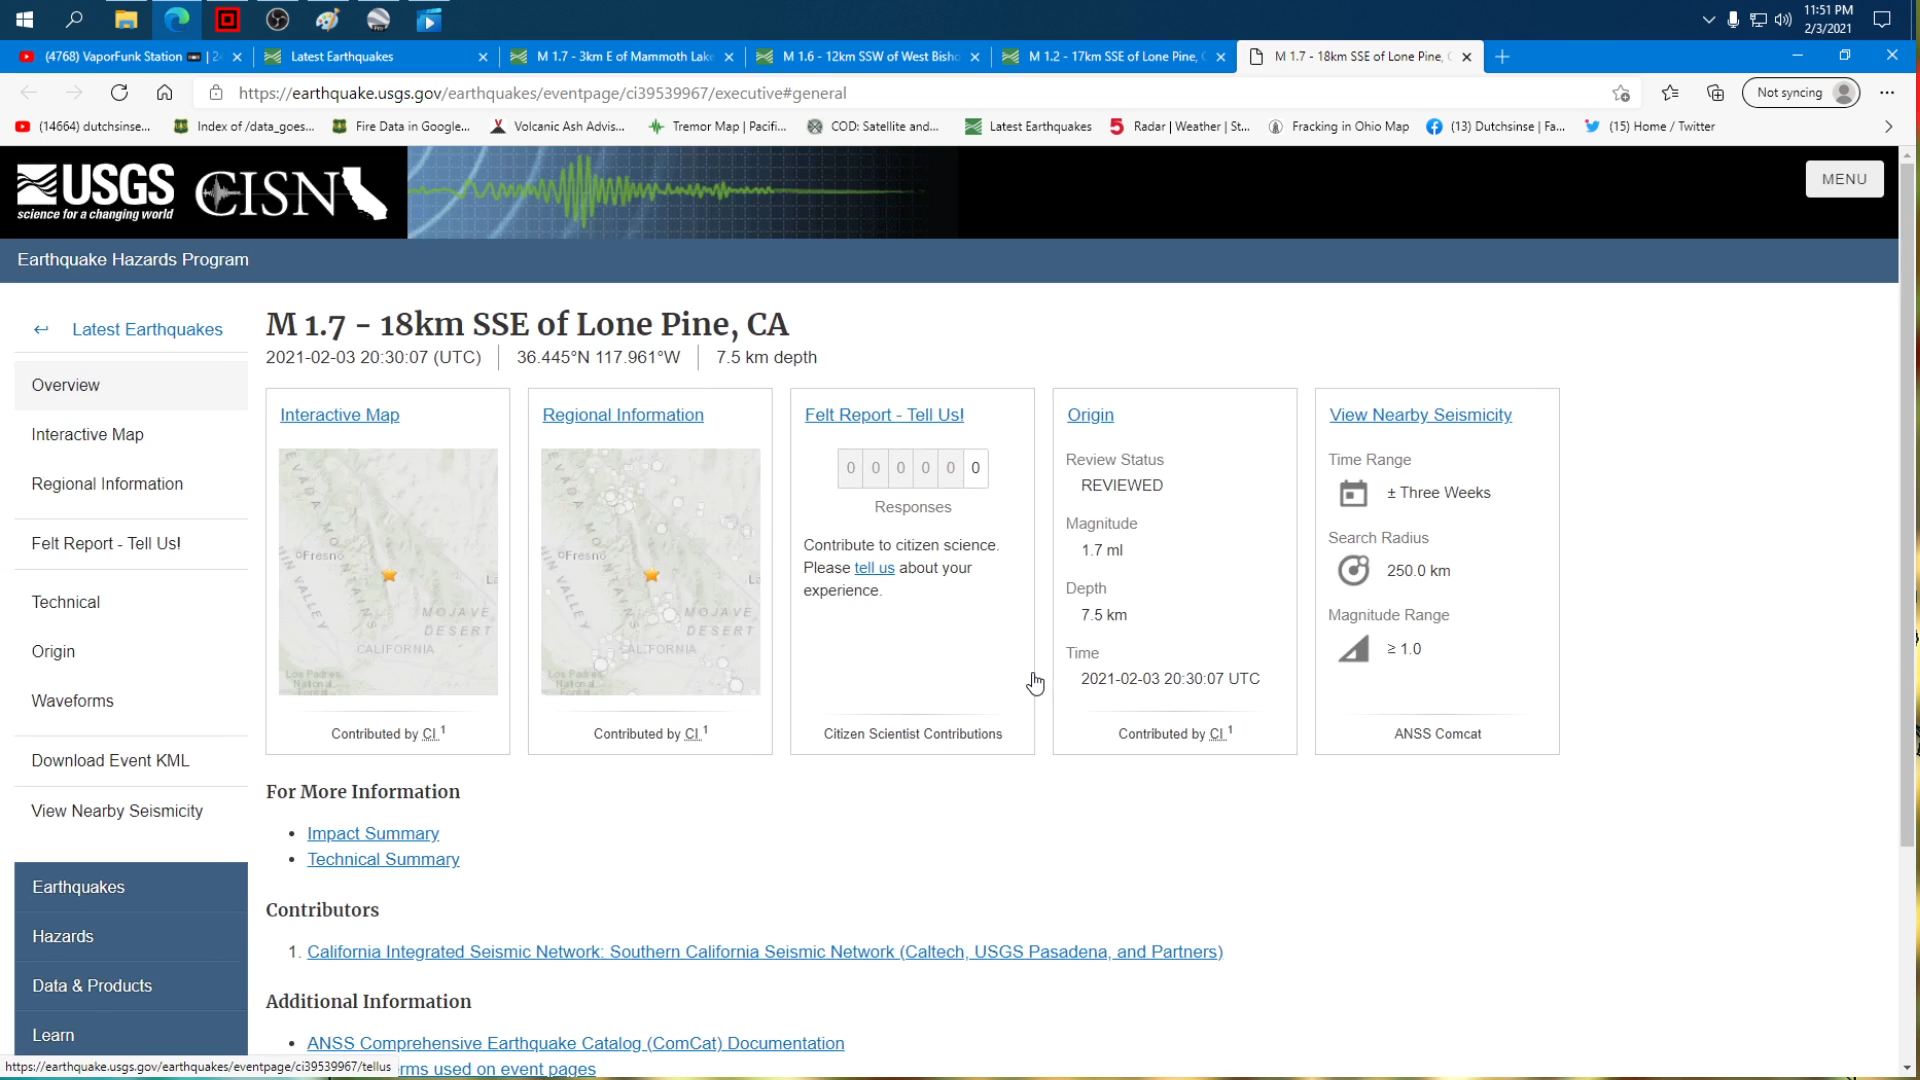 11:51 PM
2/3/2021
(4768) VaporFunk Station
Latest Earthquakes
M 1.7 - 3km E of Mammoth Lake
M 1.6 - 12km SSW of West Bisho
M 1.2 - 17km SSE of Lone Pine,
M 1.7 - 18km SSE of Lone Pine,
https://earthquake.usgs.gov/earthquakes/eventpage/ci39539967/executive#general
Not syncing
(14664) dutchsinse...
Index of /data_goes...
Fire Data in Google...
Volcanic Ash Advis...
Tremor Map | Pacifi...
COD: Satellite and...
Latest Earthquakes
Radar | Weather | St...
Fracking in Ohio Map
(13) Dutchsinse | Fa...
(15) Home / Twitter
USGS
science for a changing world
CISN
MENU
Earthquake Hazards Program
Latest Earthquakes
Overview
Interactive Map
Regional Information
Felt Report - Tell Us!
Technical
Origin
Waveforms
Download Event KML
View Nearby Seismicity
Earthquakes
Hazards
Data & Products
Learn
M 1.7 - 18km SSE of Lone Pine, CA
2021-02-03 20:30:07 (UTC)
36.445°N 117.961°W
7.5 km depth
Interactive Map
Fresno
MOJAVE
DESERT
CALIFORNIA
Los Padres
National
Contributed by CI 1
Regional Information
Fresno
MOJAVE
DESERT
CALIFORNIA
Los Padres
National
Contributed by CI 1
Felt Report - Tell Us!
0 0 0 0 0 0
Responses
Contribute to citizen science.
Please tell us about your
experience.
Citizen Scientist Contributions
Origin
Review Status
REVIEWED
Magnitude
1.7 ml
Depth
7.5 km
Time
2021-02-03 20:30:07 UTC
Contributed by CI 1
View Nearby Seismicity
Time Range
± Three Weeks
Search Radius
250.0 km
Magnitude Range
≥ 1.0
ANSS Comcat
For More Information
Impact Summary
Technical Summary
Contributors
1. California Integrated Seismic Network: Southern California Seismic Network (Caltech, USGS Pasadena, and Partners)
Additional Information
ANSS Comprehensive Earthquake Catalog (ComCat) Documentation
rms used on event pages
https://earthquake.usgs.gov/earthquakes/eventpage/ci39539967/tellus